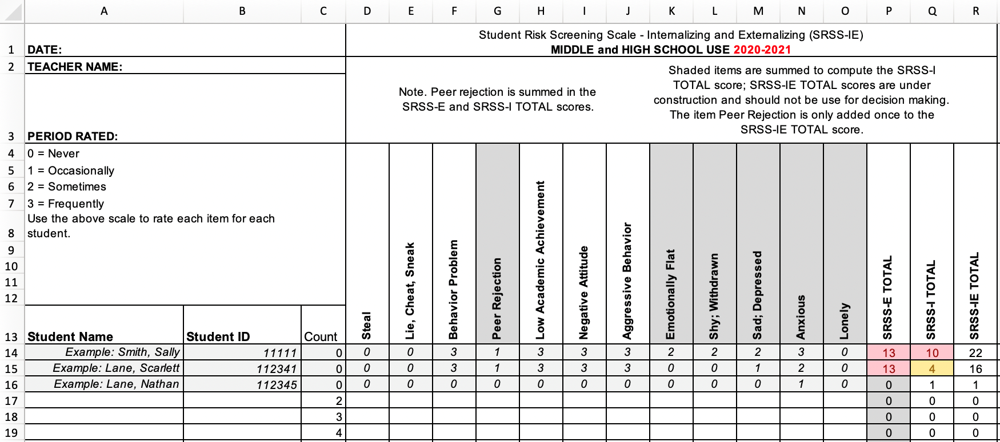 A B C D E F G H I J K L M N O P Q R
Student Risk Screening Scale - Internalizing and Externalizing (SRSS-IE)
1 DATE: MIDDLE and HIGH SCHOOL USE 2020-2021
2 TEACHER NAME:
Note. Peer rejection is summed in the
SRSS-E and SRSS-I TOTAL scores.
Shaded items are summed to compute the SRSS-I
TOTAL score; SRSS-IE TOTAL scores are under
construction and should not be use for decision making.
The item Peer Rejection is only added once to the
SRSS-IE TOTAL score.
3 PERIOD RATED:
4 0 = Never
5 1 = Occasionally
6 2 = Sometimes
7 3 = Frequently
Use the above scale to rate each item for each
8 student.
9
10
11
12
13 Student Name Student ID Count
Steal
Lie, Cheat, Sneak
Behavior Problem
Peer Rejection
Low Academic Achievement
Negative Attitude
Aggressive Behavior
Emotionally Flat
Shy; Withdrawn
Sad; Depressed
Anxious
Lonely
SRSS-E TOTAL
SRSS-I TOTAL
SRSS-IE TOTAL
14 Example: Smith, Sally 11111 0 0 0 3 1 3 3 3 2 2 2 3 0 13 10 22
15 Example: Lane, Scarlett 112341 0 0 0 3 1 3 3 3 0 0 1 2 0 13 4 16
16 Example: Lane, Nathan 112345 0 0 0 0 0 0 0 0 0 0 0 1 0 0 1 1
17 2 0 0 0
18 3 0 0 0
19 4 0 0 0